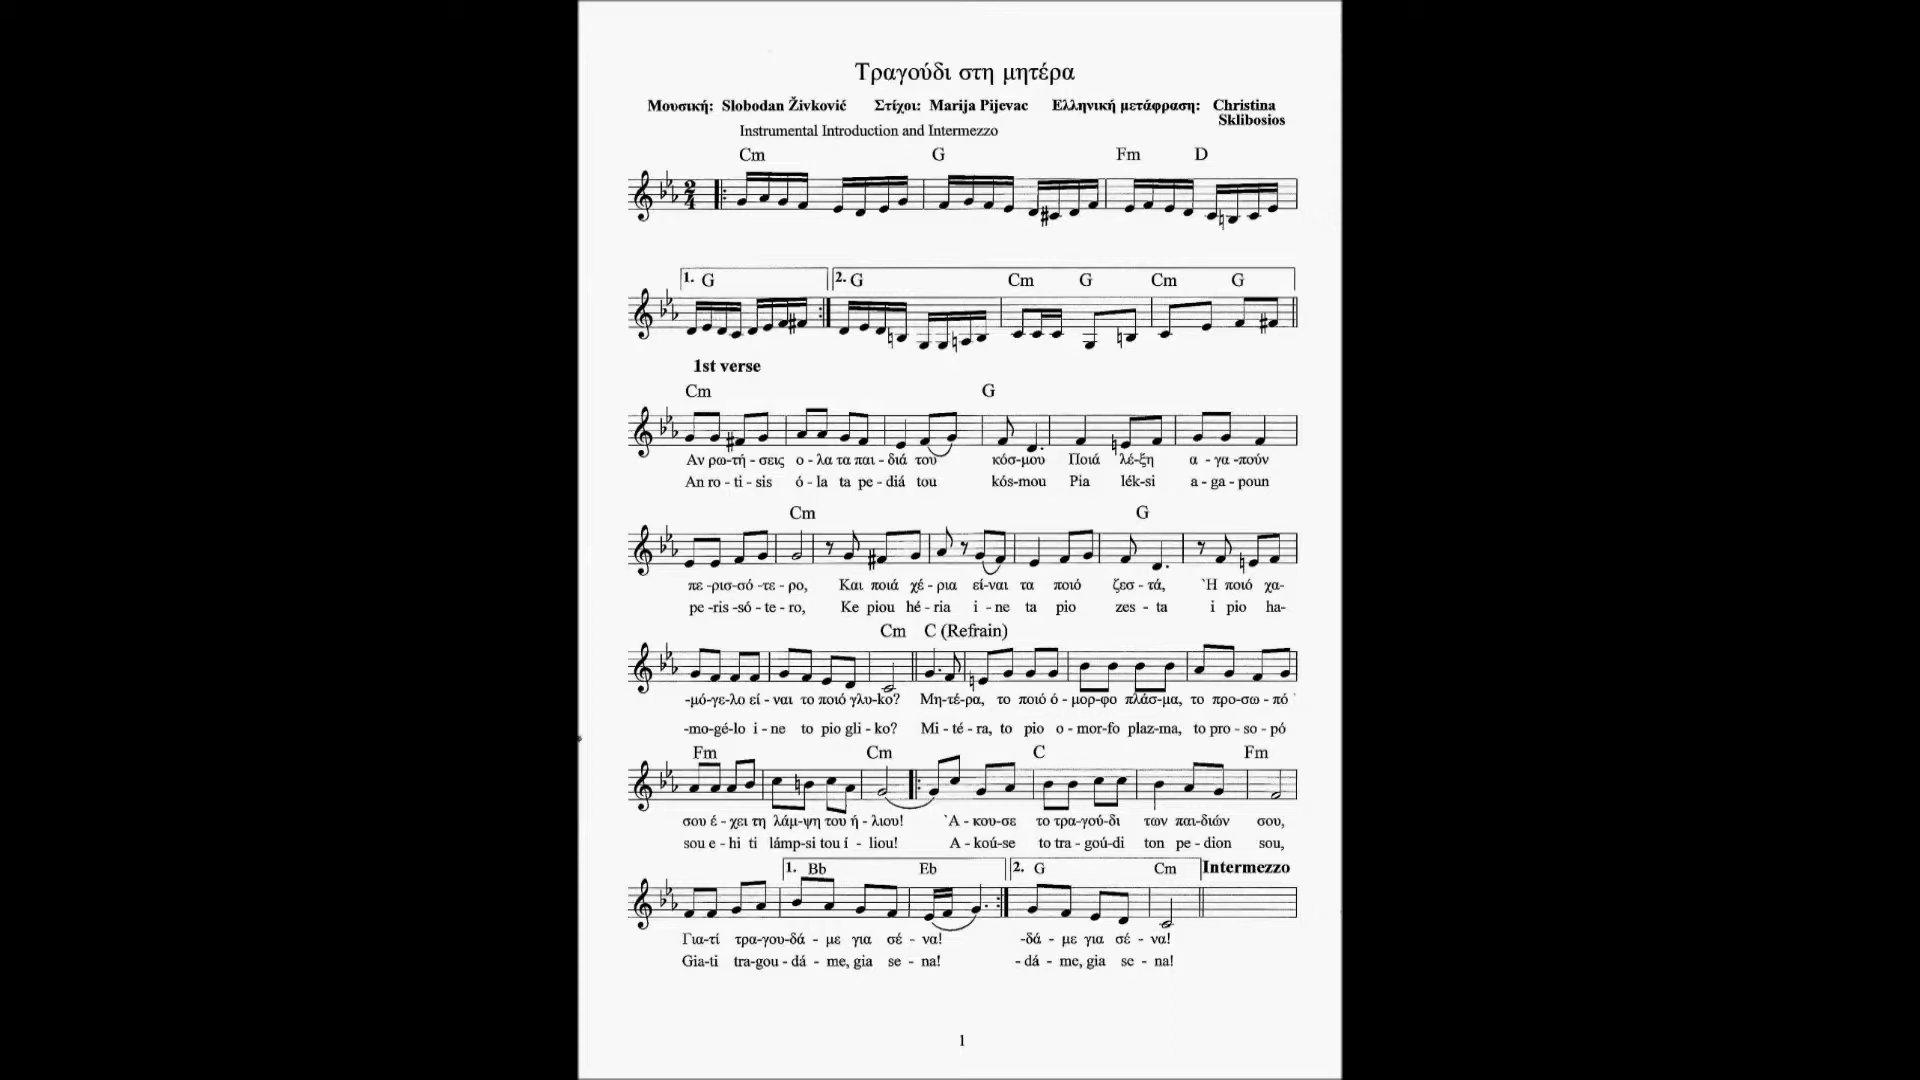 Τραγούδι στη μητέρα
Μουσική: Slobodan Živković Στίχοι: Marija Pijevac Ελληνική μετάφραση: Christina Sklibosios
Instrumental Introduction and Intermezzo
Cm G Fm D
2 4
1. G 2. G Cm G Cm G
1st verse
Cm G
Αν ρω-τή - σεις ο - λα τα παι - διά του κόσ-μου Ποιά λέ-ξη α - γα -πούν
An ro - ti - sis ó - la ta pe - diá tou kós-mou Pia lék-si a - ga - poun
Cm G
πε -ρισ-σό -τε - ρο, Και ποιά χέ - ρια εί-ναι τα ποιό ζεσ - τά, Ή ποιό χα-
pe -ris -só - te - ro, Ke piou hé - ria i - ne ta pio zes - ta i pio ha-
Cm C (Refrain)
-μό-γε-λο εί - ναι το ποιό γλυ-κο? Μη-τέ-ρα, το ποιό ό - μορ-φο πλάσ-μα, το προ-σω - πό
-mo-gé-lo i - ne to pio gli - ko? Mi - té - ra, to pio o - mor-fo plaz-ma, to pro - so - pó
Fm Cm C Fm
σου έ - χει τη λάμ-ψη του ή - λιου! Ά - κου-σε το τρα-γού-δι των παι-διών σου,
sou e - hi ti lámp-si tou í - liou! A - koú-se to tra - goú-di ton pe - dion sou,
1. Bb Eb 2. G Cm Intermezzo
Για-τί τρα-γου-δά - με για σέ - να! -δά - με για σέ - να!
Gia-ti tra-gou - dá - me, gia se - na! - dá - me, gia se - na!
1